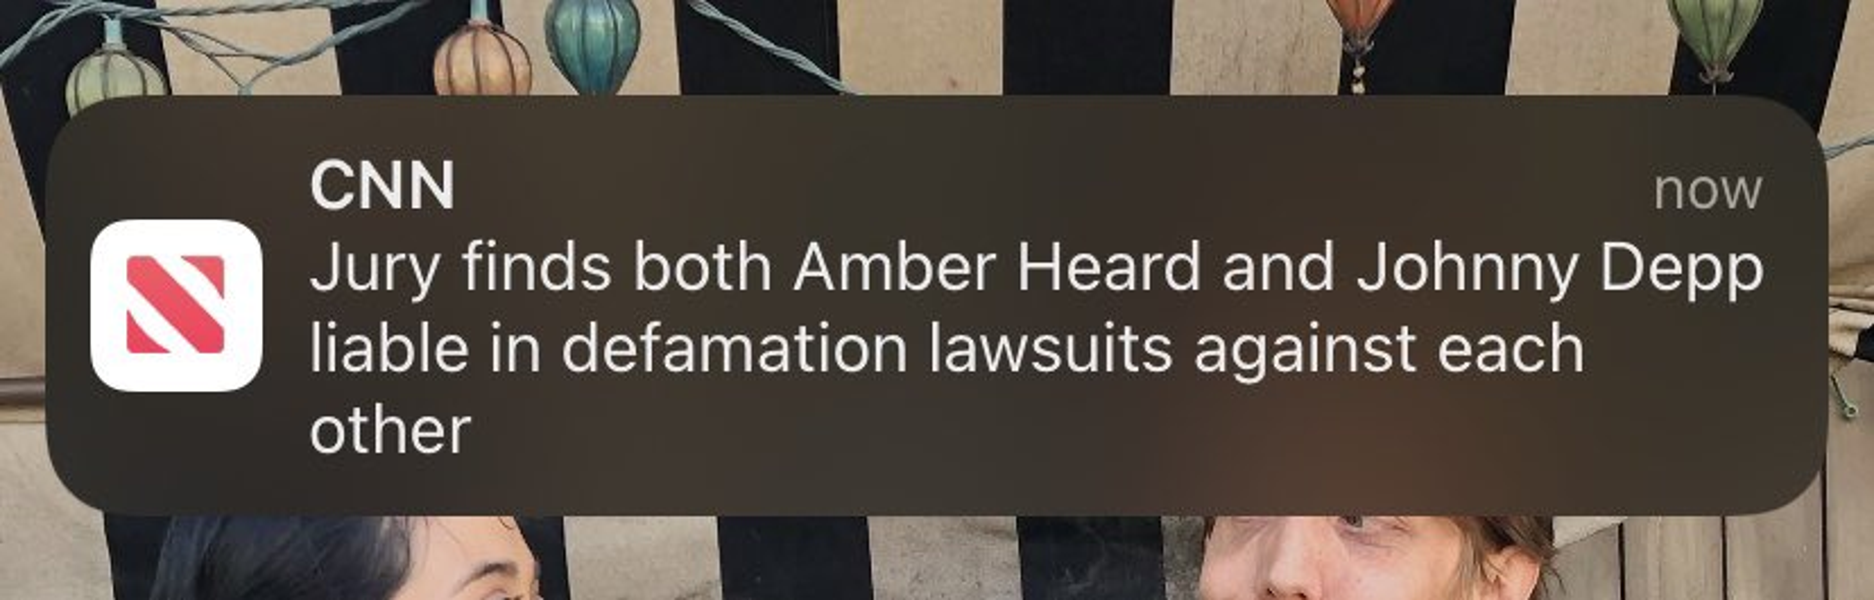 CNN
now
Jury finds both Amber Heard and Johnny Depp
liable in defamation lawsuits against each
other